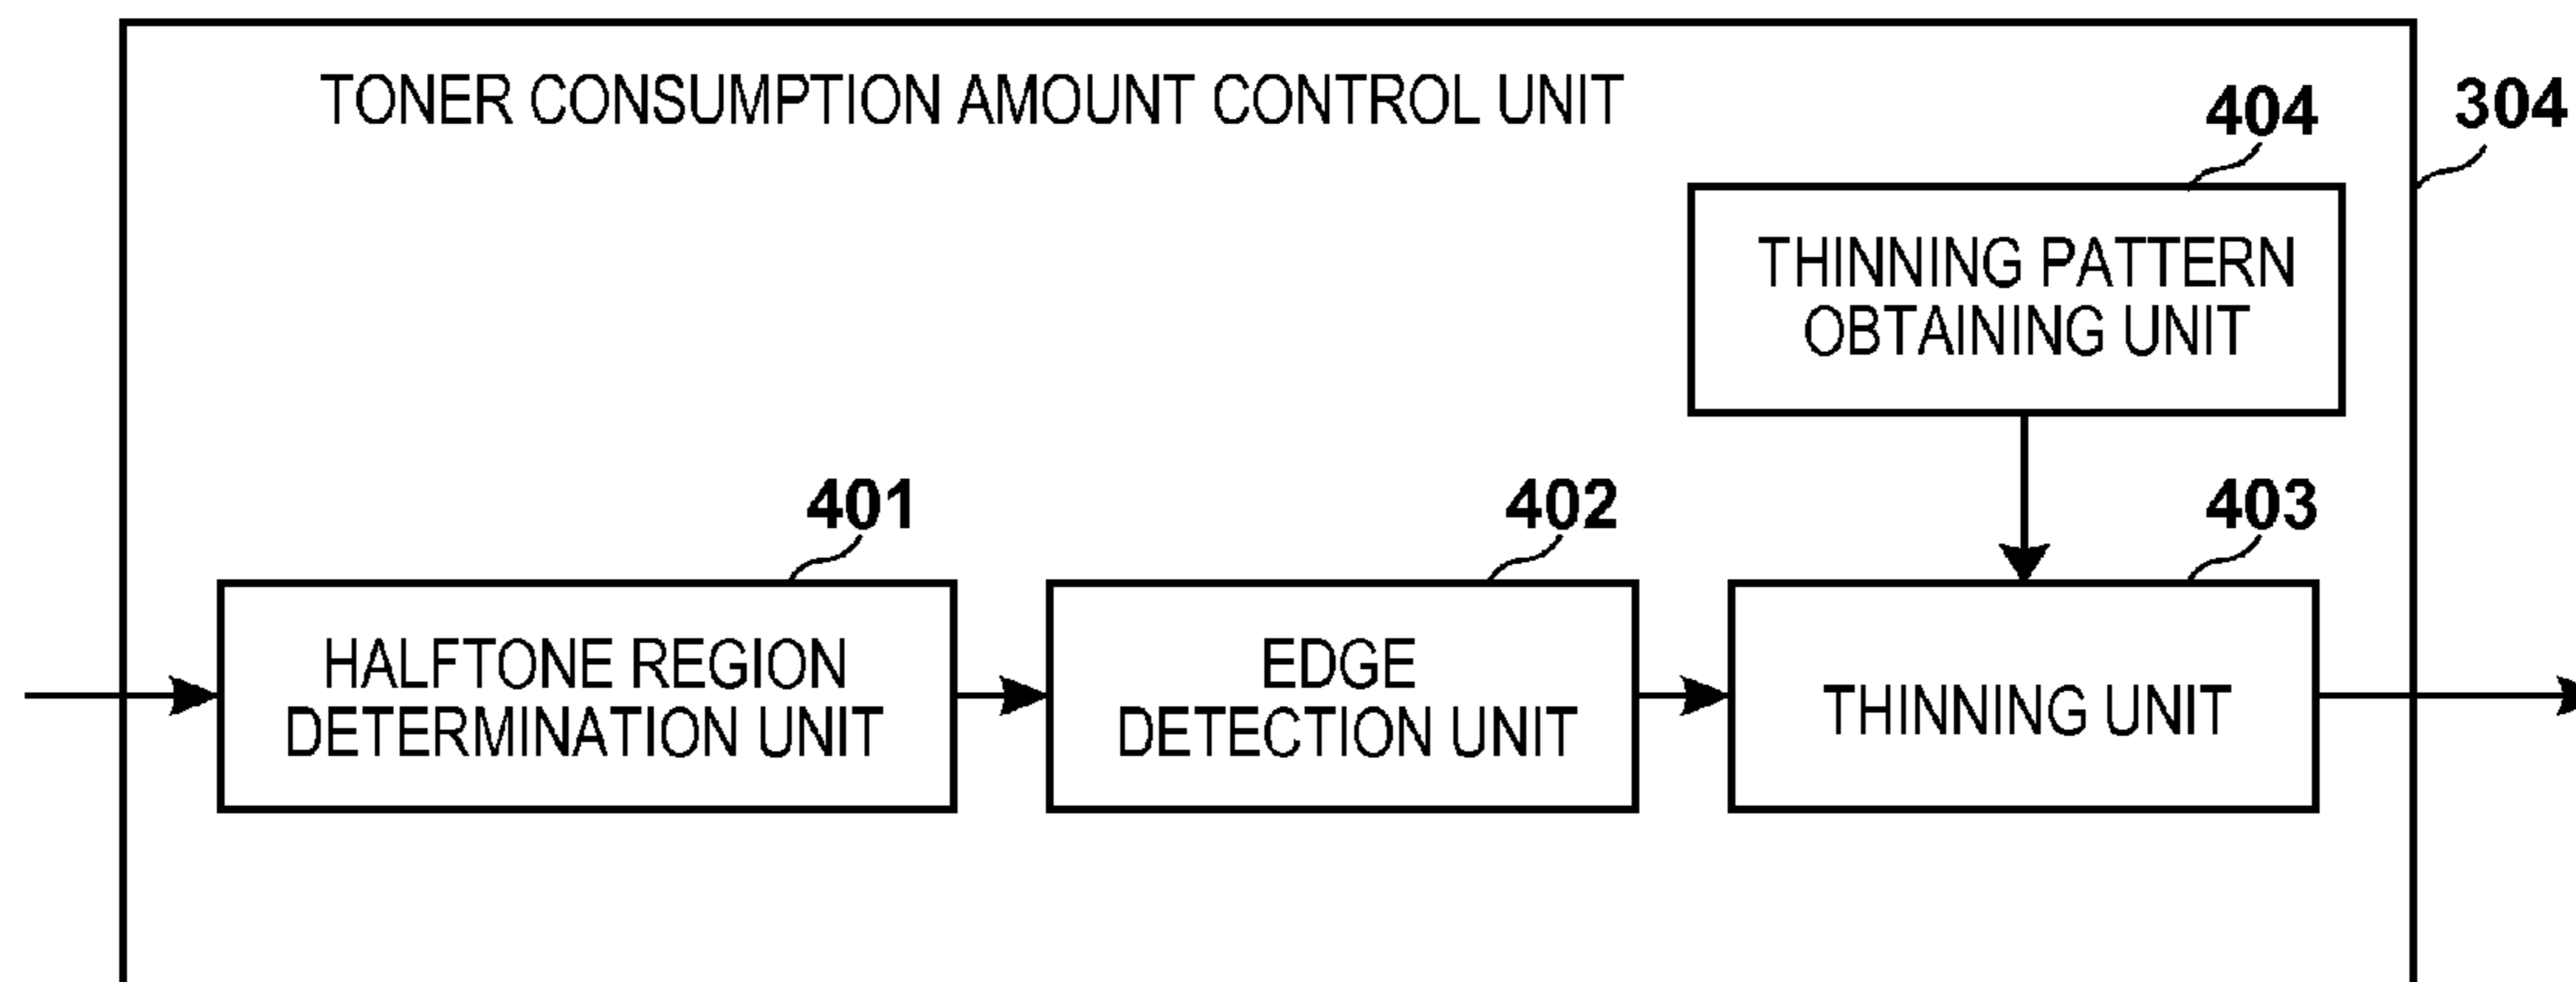 TONER CONSUMPTION AMOUNT CONTROL UNIT
304
404
THINNING PATTERN
OBTAINING UNIT
401
402
403
HALFTONE REGION
DETERMINATION UNIT
EDGE
DETECTION UNIT
THINNING UNIT